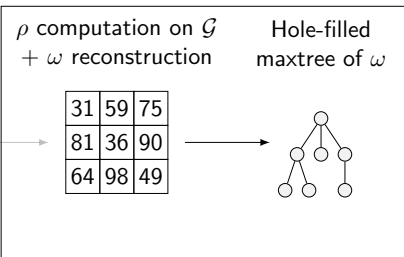 ρ computation on 𝒢
+ ω reconstruction
Hole-filled
maxtree of ω
31 59 75
81 36 90
64 98 49